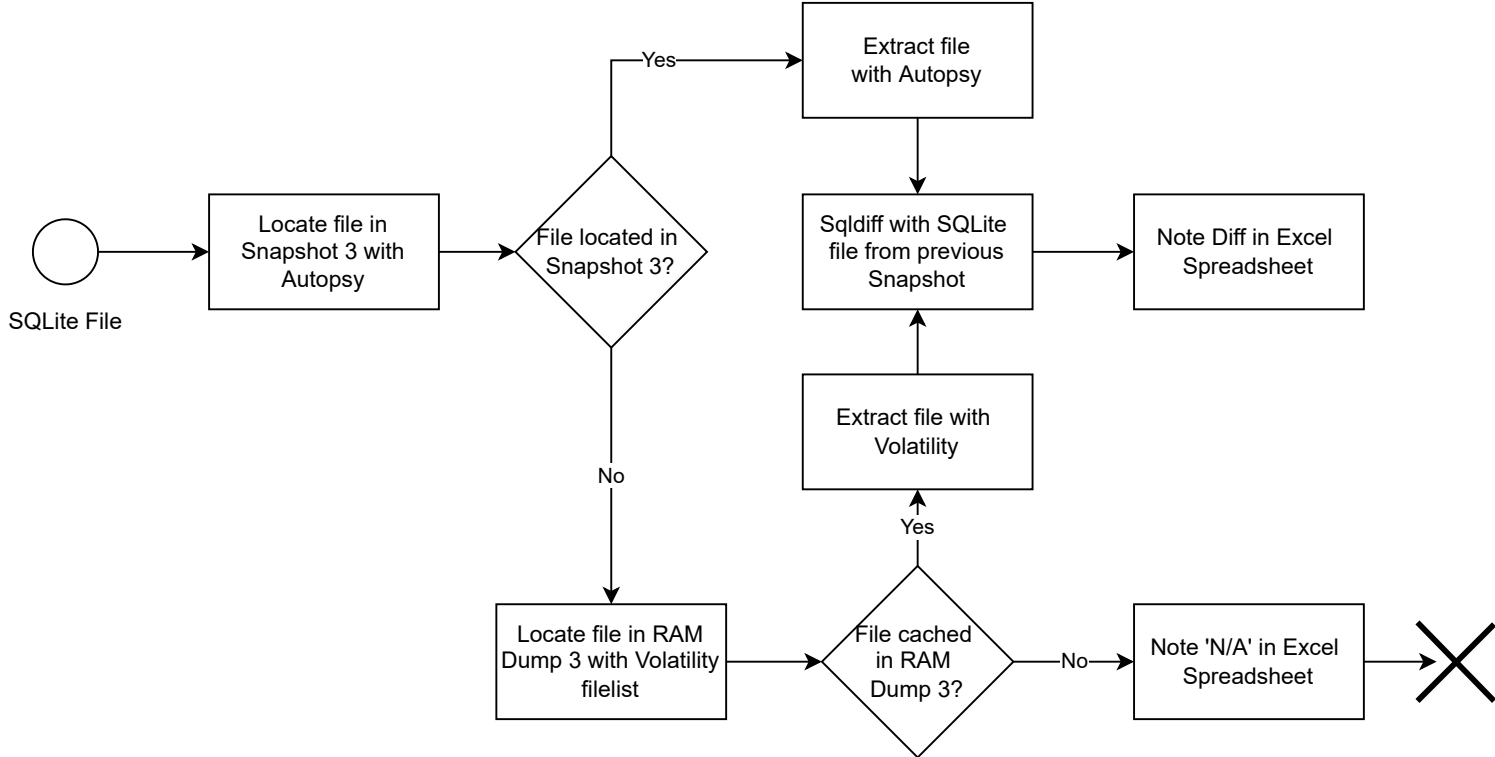 Yes
Extract file
with Autopsy
SQLite File
Locate file in
Snapshot 3 with
Autopsy
File located in
Snapshot 3?
Sqldiff with SQLite
file from previous
Snapshot
Note Diff in Excel
Spreadsheet
Extract file with
Volatility
No
Yes
Locate file in RAM
Dump 3 with Volatility
filelist
File cached
in RAM
Dump 3?
No
Note 'N/A' in Excel
Spreadsheet